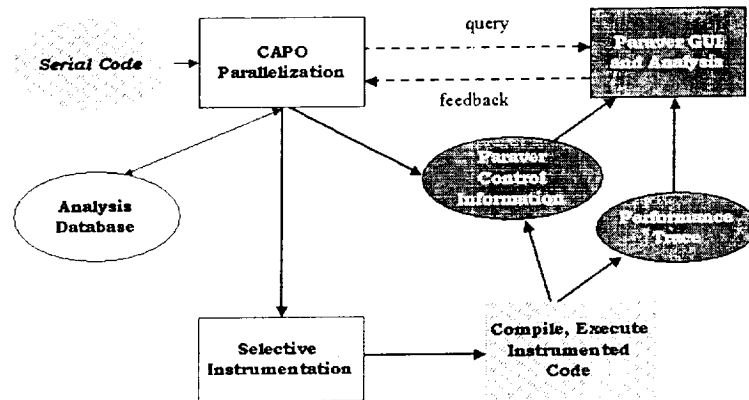 query
CAPO
Parallelization
Serial Code
Paraver GUI
and Analysis
feedback
Paraver
Control
Information
Analysis
Database
Performance
Trace
Selective
Instrumentation
Compile, Execute
Instrumented
Code